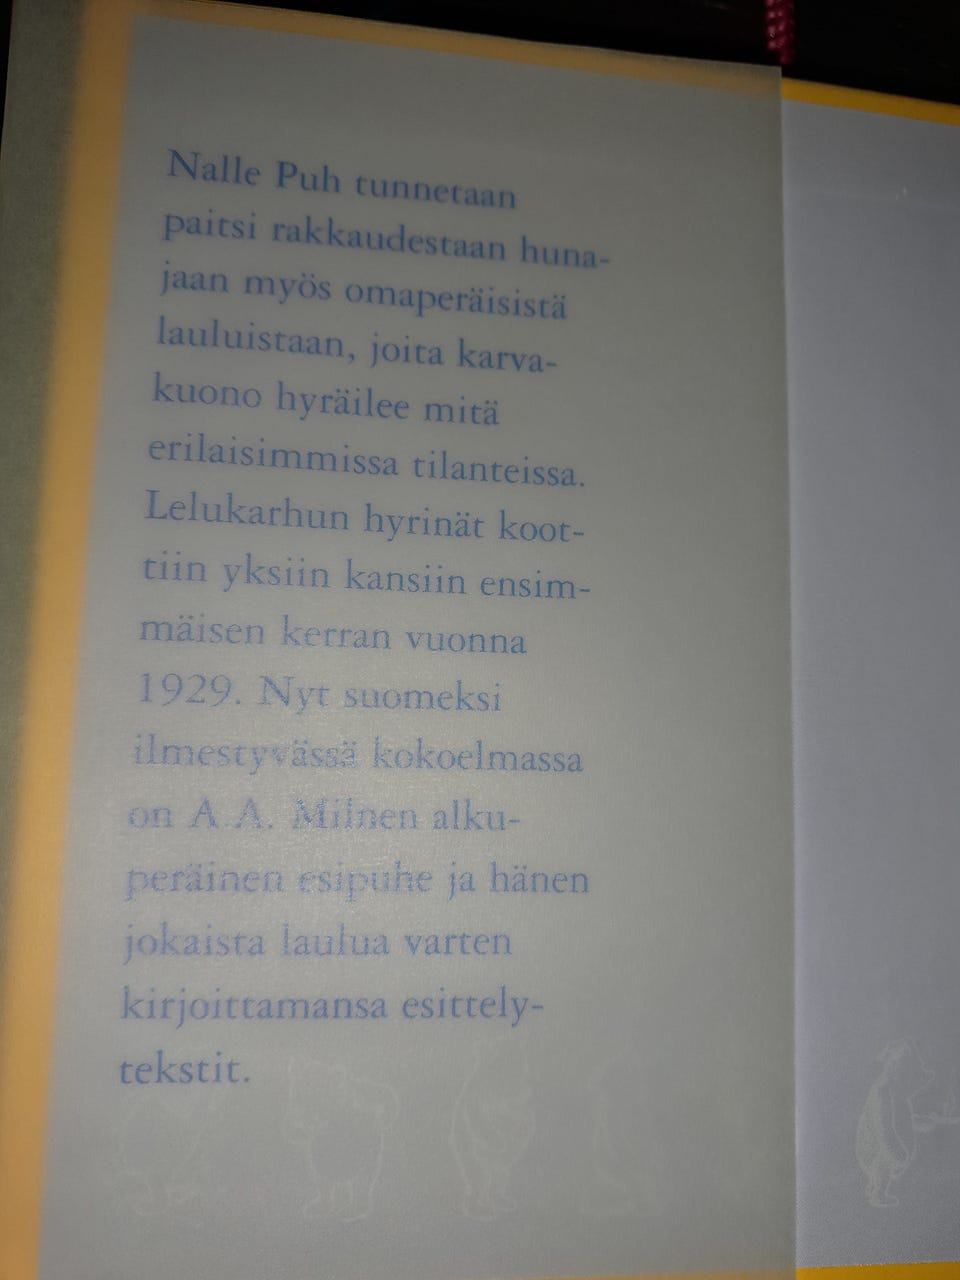 Nalle Puh tunnetaan
paitsi rakkaudestaan huna-
jaan myös omaperäisistä
lauluistaan, joita karva-
kuono hyräilee mitä
erilaisimmissa tilanteissa.
Lelukarhun hyrinät koot-
tiin yksiin kansiin ensim-
mäisen kerran vuonna
1929. Nyt suomeksi
ilmestyvässä kokoelmassa
on A.A. Milnen alku-
peräinen esipuhe ja hänen
jokaista laulua varten
kirjoittamansa esittely-
tekstit.